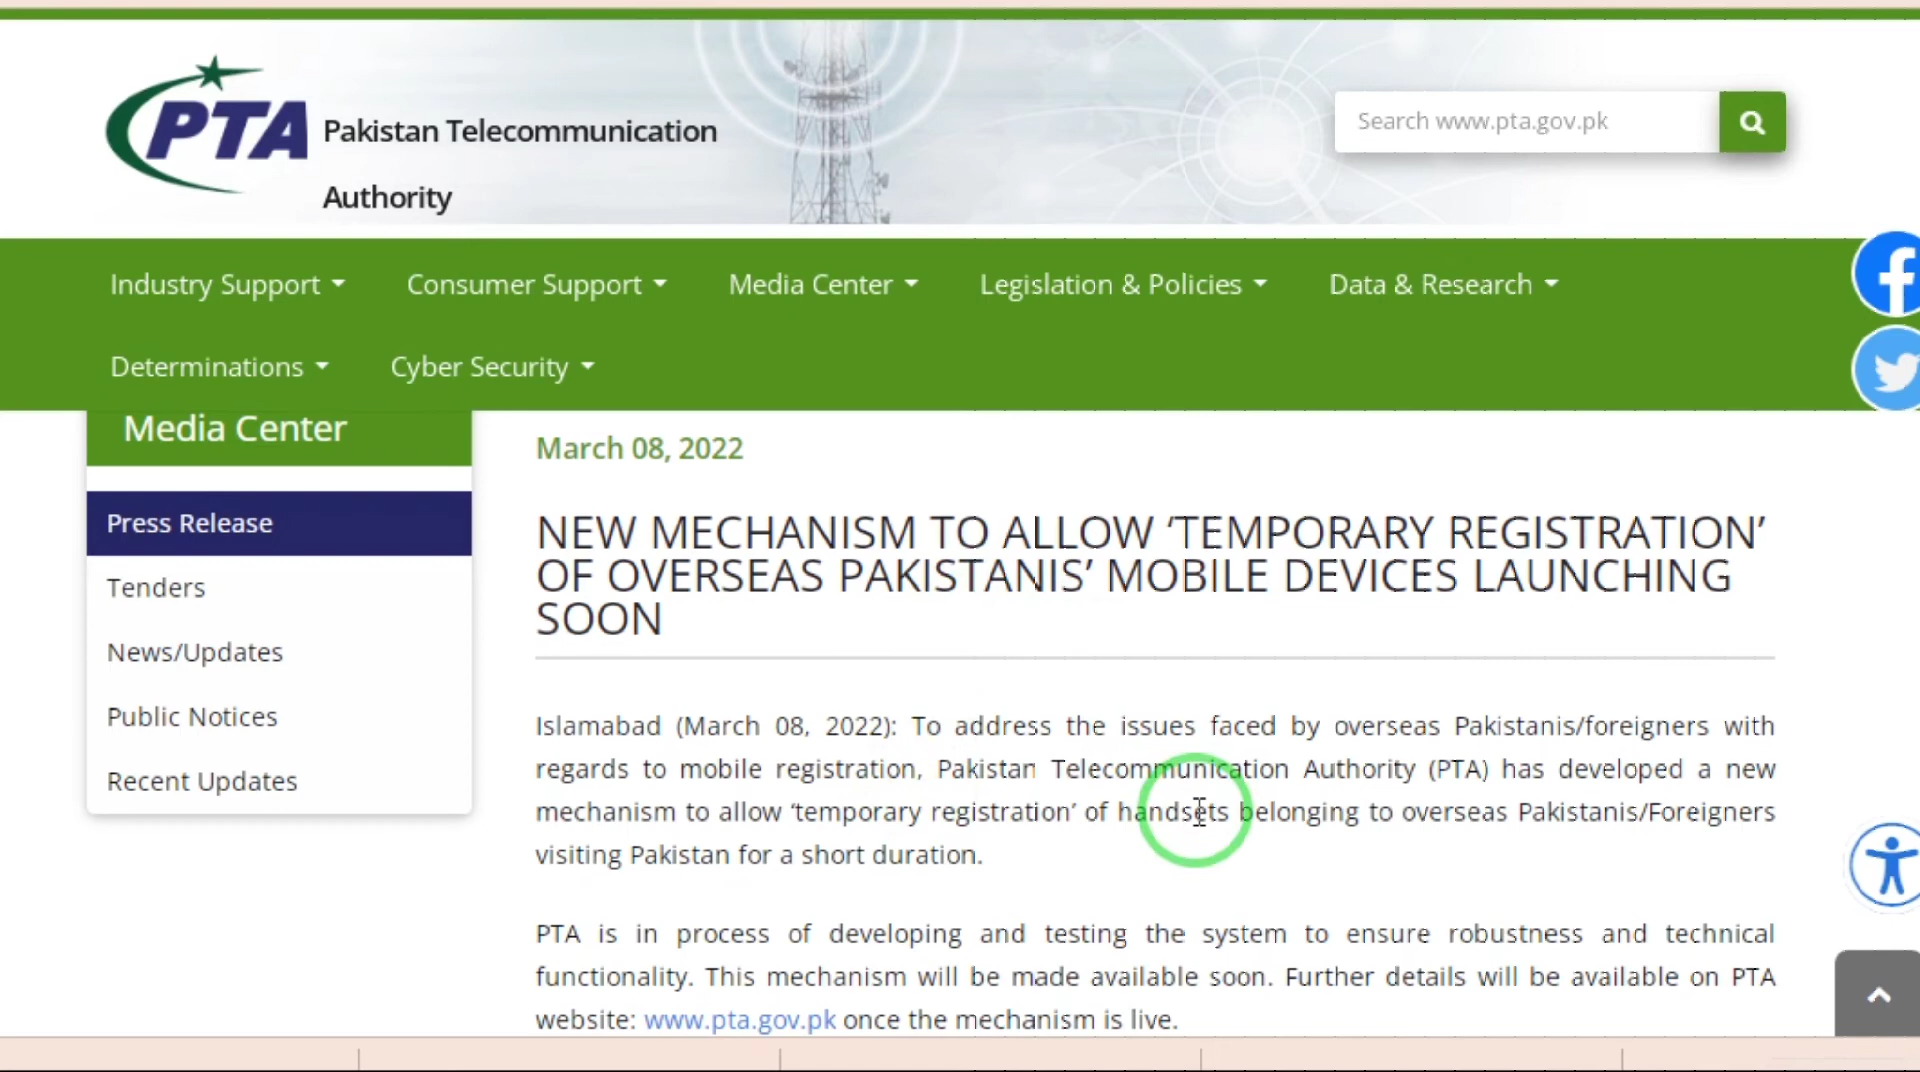 PTA
Pakistan Telecommunication
Authority
Search www.pta.gov.pk
Industry Support
Consumer Support
Media Center
Legislation & Policies
Data & Research
Determinations
Cyber Security
Media Center
Press Release
Tenders
News/Updates
Public Notices
Recent Updates
March 08, 2022
NEW MECHANISM TO ALLOW ‘TEMPORARY REGISTRATION’
OF OVERSEAS PAKISTANIS’ MOBILE DEVICES LAUNCHING
SOON
Islamabad (March 08, 2022): To address the issues faced by overseas Pakistanis/foreigners with
regards to mobile registration, Pakistan Telecommunication Authority (PTA) has developed a new
mechanism to allow ‘temporary registration’ of handsets belonging to overseas Pakistanis/Foreigners
visiting Pakistan for a short duration.
PTA is in process of developing and testing the system to ensure robustness and technical
functionality. This mechanism will be made available soon. Further details will be available on PTA
website: www.pta.gov.pk once the mechanism is live.